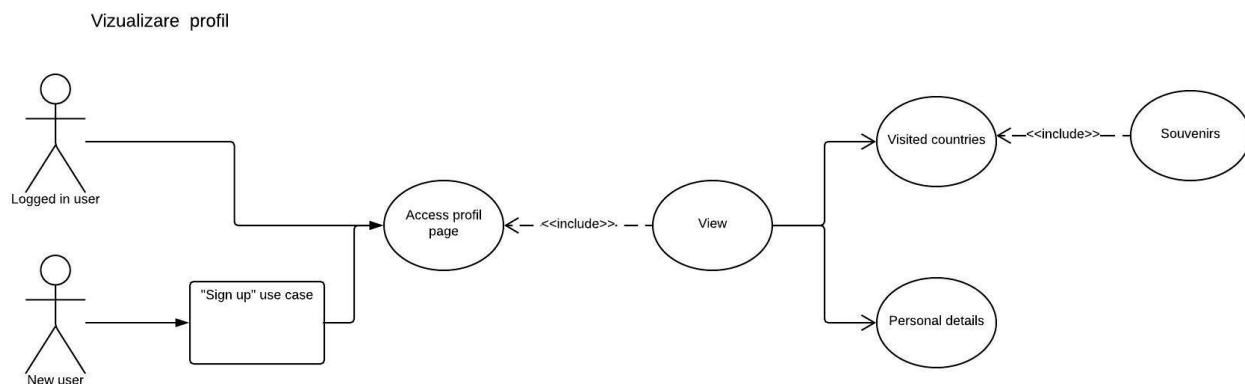 Vizualizare profil
Logged in user
"Sign up" use case
New user
Access profil
page
<<include>>
View
Visited countries
<<include>>
Souvenirs
Personal details